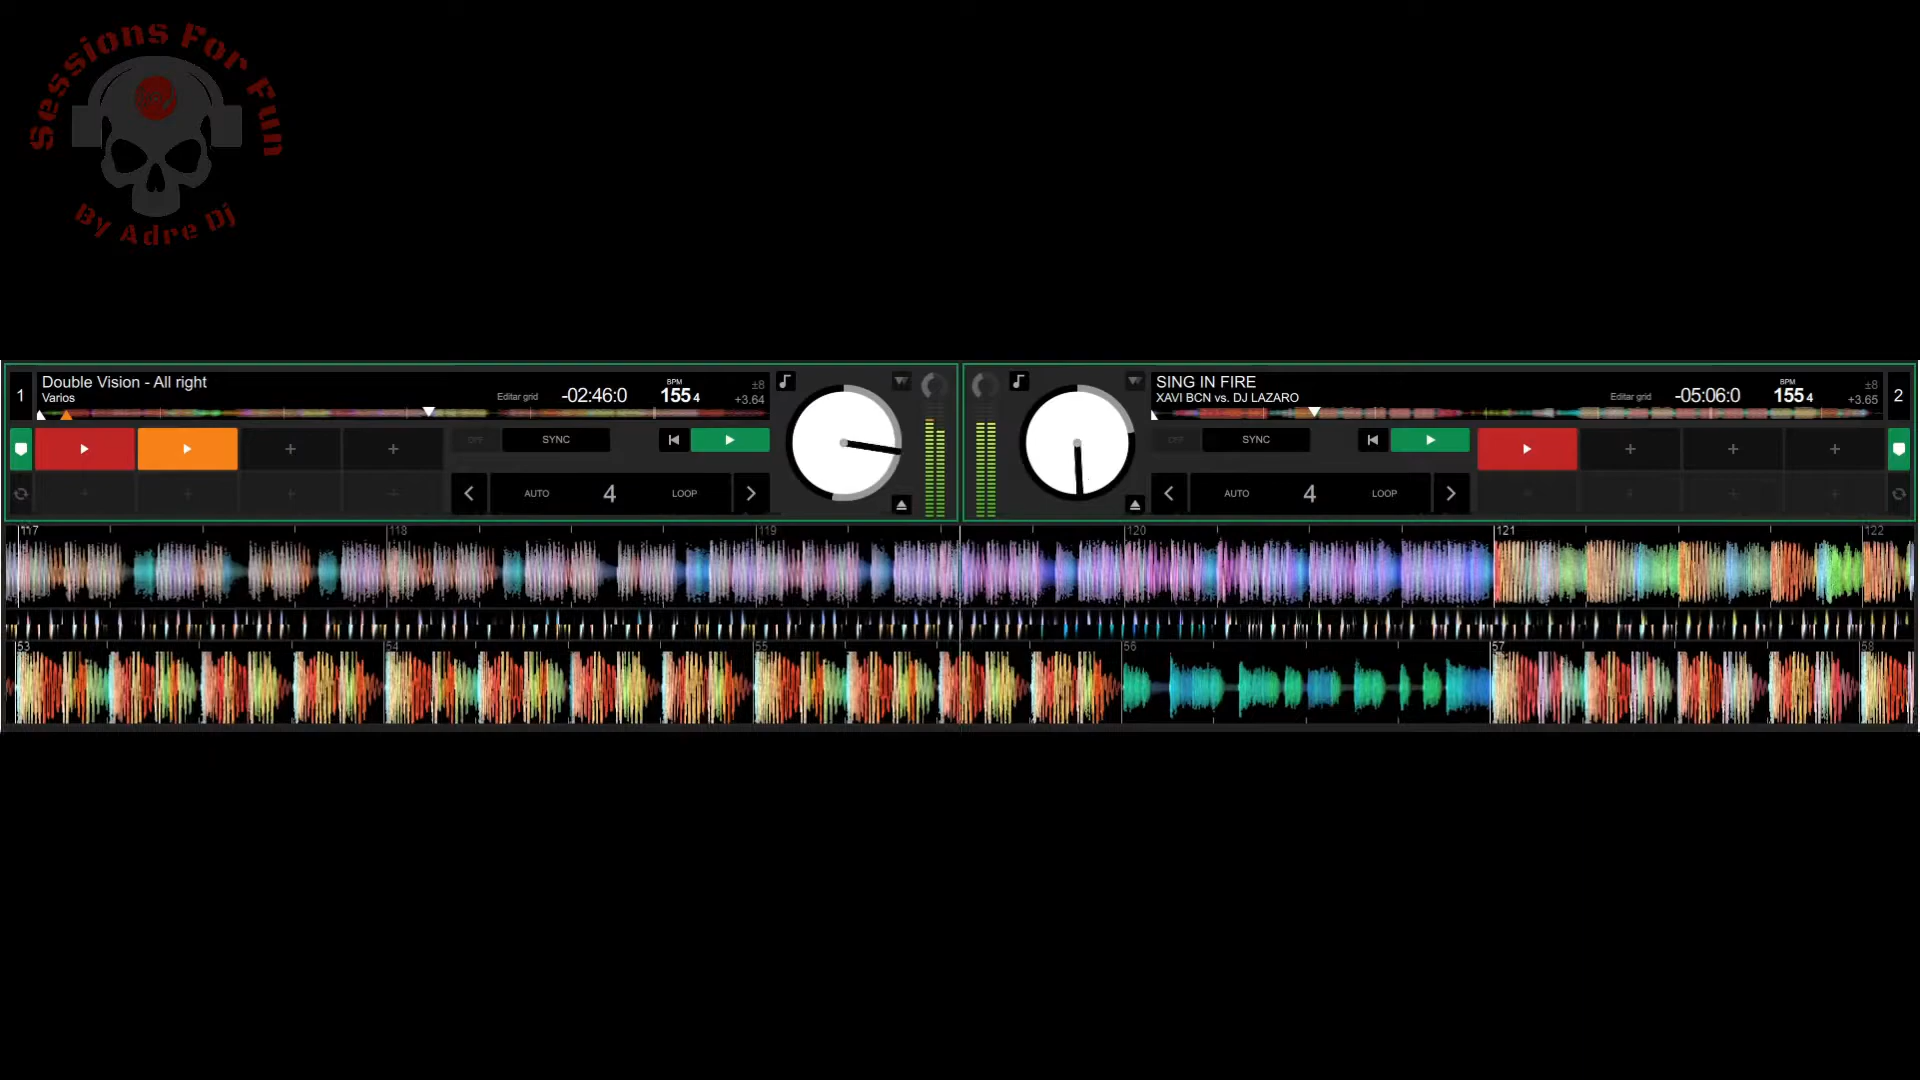 Sessions For Fun
By Adre Dj
1
Double Vision - All right
Varios
Editar grid
-02:46:0
BPM
155 4
±8
+3.64
OFF
SYNC
AUTO
4
LOOP
SING IN FIRE
XAVI BCN vs. DJ LAZARO
Editar grid
-05:06:0
BPM
155 4
±8
+3.65
2
OFF
SYNC
AUTO
4
LOOP
117
118
119
120
121
122
53
54
55
56
57
58